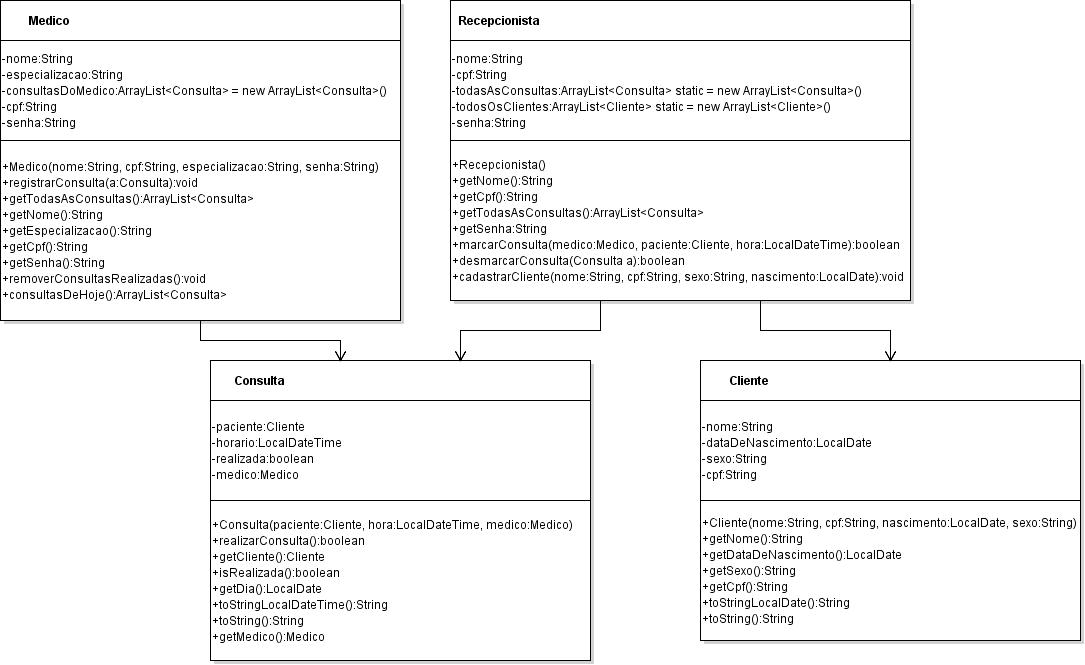 Medico
-nome:String
-especializacao:String
-consultasDoMedico:ArrayList<Consulta> = new ArrayList<Consulta>()
-cpf:String
-senha:String
+Medico(nome:String, cpf:String, especializacao:String, senha:String)
+registrarConsulta(a:Consulta):void
+getTodasAsConsultas():ArrayList<Consulta>
+getNome():String
+getEspecializacao():String
+getCpf():String
+getSenha():String
+removerConsultasRealizadas():void
+consultasDeHoje():ArrayList<Consulta>
Recepcionista
-nome:String
-cpf:String
-todasAsConsultas:ArrayList<Consulta> static = new ArrayList<Consulta>()
-todosOsClientes:ArrayList<Cliente> static = new ArrayList<Cliente>()
-senha:String
+Recepcionista()
+getNome():String
+getCpf():String
+getTodasAsConsultas():ArrayList<Consulta>
+getSenha:String
+marcarConsulta(medico:Medico, paciente:Cliente, hora:LocalDateTime):boolean
+desmarcarConsulta(Consulta a):boolean
+cadastrarCliente(nome:String, cpf:String, sexo:String, nascimento:LocalDate):void
Consulta
-paciente:Cliente
-horario:LocalDateTime
-realizada:boolean
-medico:Medico
+Consulta(paciente:Cliente, hora:LocalDateTime, medico:Medico)
+realizarConsulta():boolean
+getCliente():Cliente
+isRealizada():boolean
+getDia():LocalDate
+toStringLocalDateTime():String
+toString():String
+getMedico():Medico
Cliente
-nome:String
-dataDeNascimento:LocalDate
-sexo:String
-cpf:String
+Cliente(nome:String, cpf:String, nascimento:LocalDate, sexo:String)
+getNome():String
+getDataDeNascimento():LocalDate
+getSexo():String
+getCpf():String
+toStringLocalDate():String
+toString():String